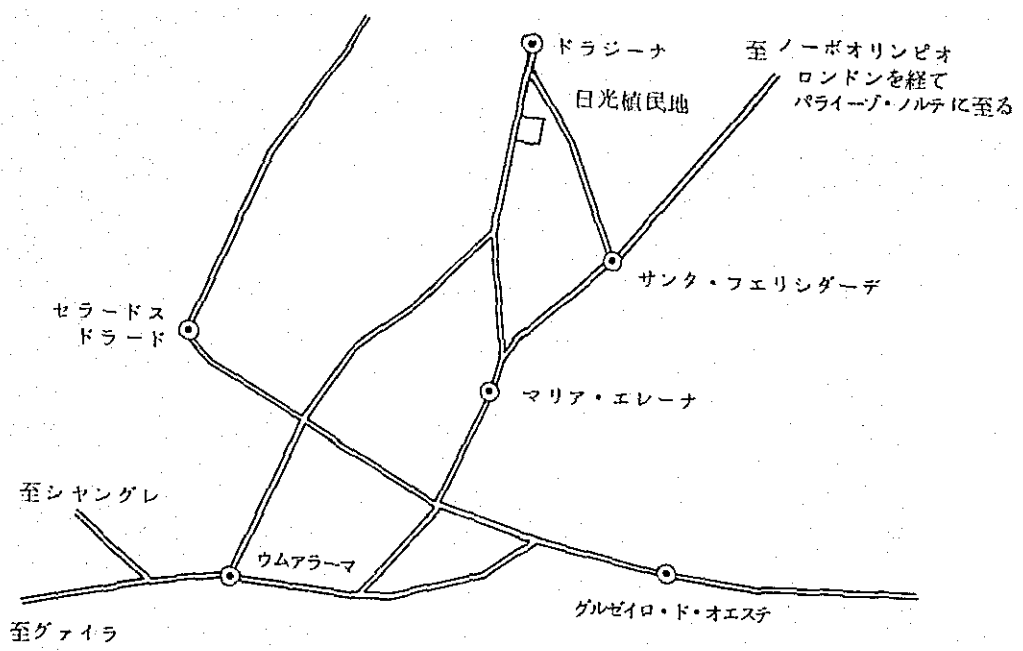 ドラジーナ
至 ノーボオリンピオ
ロンドンを経て
パライーゾ・ノルテに至る
日光植民地
サンタ・フェリシダーデ
セラードス
ドラード
マリア・エレーナ
至シヤングレ
ウムアラーマ
グルゼイロ・ド・オエステ
至グァイラ